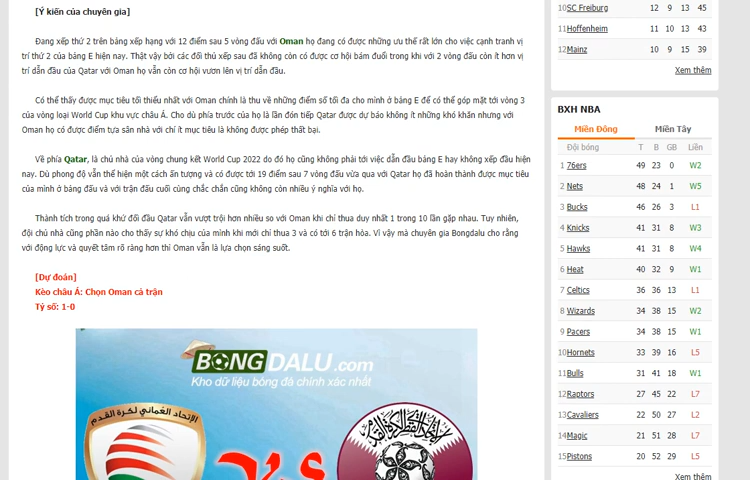 [Ý kiến của chuyên gia]
Đang xếp thứ 2 trên bảng xếp hạng với 12 điểm sau 5 vòng đấu với Oman họ đang có được những ưu thế rất lớn cho việc cạnh tranh vị
trí thứ 2 của bảng E hiện nay. Thật vậy bởi các đối thủ xếp sau đã không còn có được cơ hội bám đuổi trong khi với 2 vòng đấu còn ít hơn vị
trí dẫn đầu của Qatar với Oman họ vẫn còn cơ hội vươn lên vị trí dẫn đầu.
Có thể thấy được mục tiêu tối thiểu nhất với Oman chính là thu về những điểm số tối đa cho mình ở bảng E để có thể góp mặt tới vòng 3
của vòng loại World Cup khu vực châu Á. Cho dù phía trước của họ là lần đón tiếp Qatar được dự báo không ít những khó khăn nhưng với
Oman họ có được điểm tựa sân nhà với chỉ ít mục tiêu là không được phép thất bại.
Về phía Qatar, là chủ nhà của vòng chung kết World Cup 2022 do đó họ cũng không phải tới việc dẫn đầu bảng E hay không xếp đầu hiện
nay. Dù phong độ vẫn thể hiện một cách ấn tượng và có được tới 19 điểm sau 7 vòng đấu vừa qua với Qatar họ đã hoàn thành được mục tiêu
của mình ở bảng đấu và với trận đấu cuối cùng chắc chắn cũng không còn nhiều ý nghĩa với họ.
Thành tích trong quá khứ đối đầu Qatar vẫn vượt trội hơn nhiều so với Oman khi chỉ thua duy nhất 1 trong 10 lần gặp nhau. Tuy nhiên,
đội chủ nhà cũng phần nào cho thấy sự khó chịu của mình khi mới chỉ thua 3 và có tới 6 trận hòa. Vì vậy mà chuyên gia Bongdalu cho rằng
với động lực và quyết tâm rõ ràng hơn thì Oman vẫn là lựa chọn sáng suốt.
[Dự đoán]
Kèo châu Á: Chọn Oman cả trận
Tỷ số: 1-0
BONGDALU.com
Kho dữ liệu bóng đá chính xác nhất
الإتحاد العماني لكرة القدم
VS
10 SC Freiburg 12 9 13 45
11 Hoffenheim 11 10 13 43
12 Mainz 10 9 15 39
Xem thêm
BXH NBA
Miền Đông Miền Tây
Đội bóng T B GB Liên
1 76ers 49 23 0 W2
2 Nets 48 24 1 W5
3 Bucks 46 26 3 L1
4 Knicks 41 31 8 W3
5 Hawks 41 31 8 W4
6 Heat 40 32 9 W1
7 Celtics 36 36 13 L1
8 Wizards 34 38 15 W2
9 Pacers 34 38 15 W1
10 Hornets 33 39 16 L5
11 Bulls 31 41 18 W1
12 Raptors 27 45 22 L7
13 Cavaliers 22 50 27 L2
14 Magic 21 51 28 L7
15 Pistons 20 52 29 L5
Xem thêm